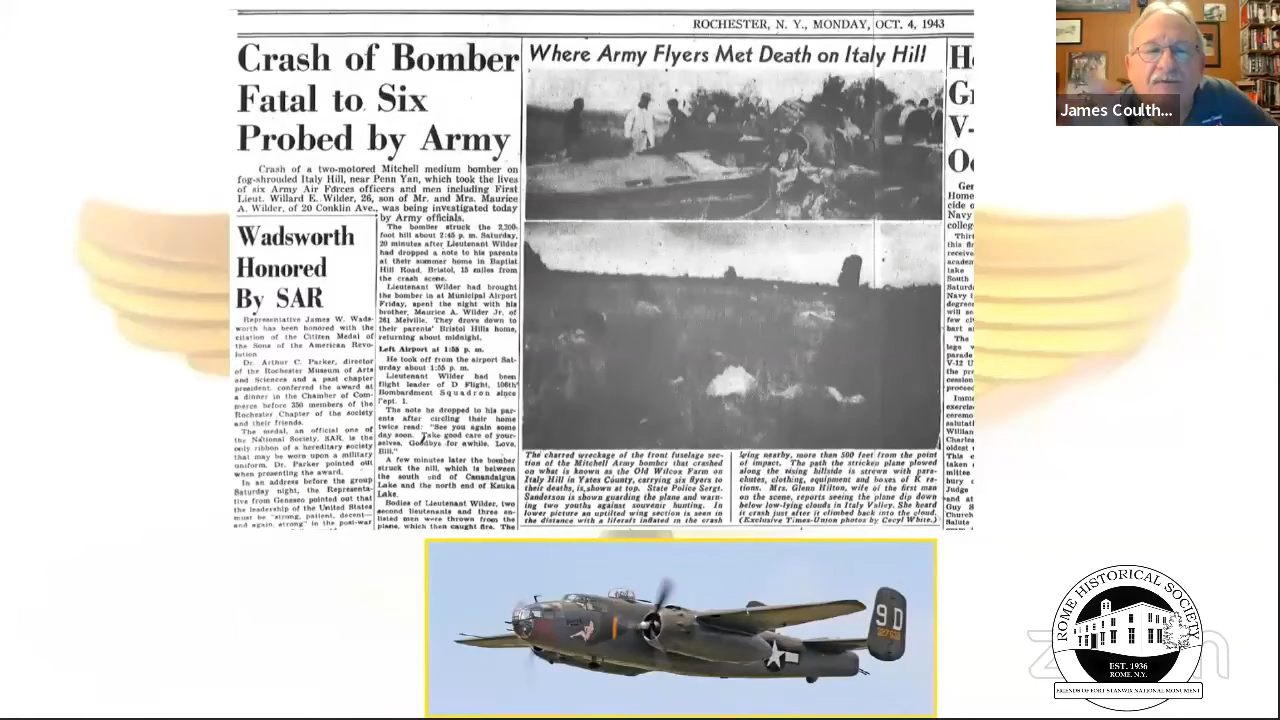 ROCHESTER, N. Y., MONDAY, OCT. 4, 1943
Crash of Bomber
Fatal to Six
Probed by Army
Crash of a two-motored Mitchell medium bomber on
fog-shrouded Italy Hill, near Penn Yan, which took the lives
of six Army Air Forces officers and men including First
Lieut. Willard E. Wilder, 26, son of Mr. and Mrs. Maurice
A. Wilder, of 20 Conklin Ave., was being investigated today
by Army officials.
The bomber struck the 2,200-
foot hill about 2:45 p. m. Saturday,
20 minutes after Lieutenant Wilder
had dropped a note to his parents
at their summer home in Baptist
Hill Road, Bristol, 15 miles from
the crash scene.
Lieutenant Wilder had brought
the bomber in at Municipal Airport
Friday, spent the night with his
brother, Maurice A. Wilder Jr. of
261 Melville. They drove down to
their parents' Bristol Hills home,
returning about midnight.
Left Airport at 1:55 p. m.
He took off from the airport Sat-
urday about 1:55 p. m.
Lieutenant Wilder had been
flight leader of D Flight, 106th
Bombardment Squadron since
Sept. 1.
The note he dropped to his par-
ents after circling their home
twice read: "See you again some
day soon. Take good care of your-
selves. Goodbye for awhile. Love,
Bill."
A few minutes later the bomber
struck the hill, which is between
the south end of Canandaigua
Lake and the north end of Keuka
Lake.
Bodies of Lieutenant Wilder, two
second lieutenants and three en-
listed men were thrown from the
plane, which then caught fire. The
Wadsworth
Honored
By SAR
Representative James W. Wads-
worth has been honored with the
citation of the Citizen Medal of
the Sons of the American Revo-
lution
Dr. Arthur C. Parker, director
of the Rochester Museum of Arts
and Sciences and a past chapter
president, conferred the award at
a dinner in the Chamber of Com-
merce before 350 members of the
Rochester Chapter of the society
and their friends.
The medal, an official one of
the National Society, SAR, is the
only ribbon of a hereditary society
that may be worn upon a military
uniform, Dr. Parker pointed out
when presenting the award.
In an address before the group
Saturday night, the Representa-
tive from Geneseo pointed out that
the leadership of the United States
must be "strong, patient, decent—
and again, strong" in the post-war
Where Army Flyers Met Death on Italy Hill
The charred wreckage of the front fuselage sec-
tion of the Mitchell Army bomber that crashed
on what is known as the Old Wilcox Farm on
Italy Hill in Yates County, carrying six flyers to
their deaths, is shown at top. State Police Sergt.
Sanderson is shown guarding the plane and warn-
ing two youths against souvenir hunting. In
lower picture an uptilted wing section is seen in
the distance with a liferaft inflated in the crash
lying nearby, more than 500 feet from the point
of impact. The path the stricken plane plowed
along the rising hillside is strewn with para-
chutes, clothing, equipment and boxes of K ra-
tions. Mrs. Glenn Hilton, wife of the first man
on the scene, reports seeing the plane dip down
below low-lying clouds in Italy Valley. She heard
it crash just after it climbed back into the cloud.
(Exclusive Times-Union photos by Cecyl White.)
James Coulth...
9 D
ROME HISTORICAL SOCIETY
EST. 1936
ROME, N.Y.
FRIENDS OF FORT STANWIX NATIONAL MONUMENT